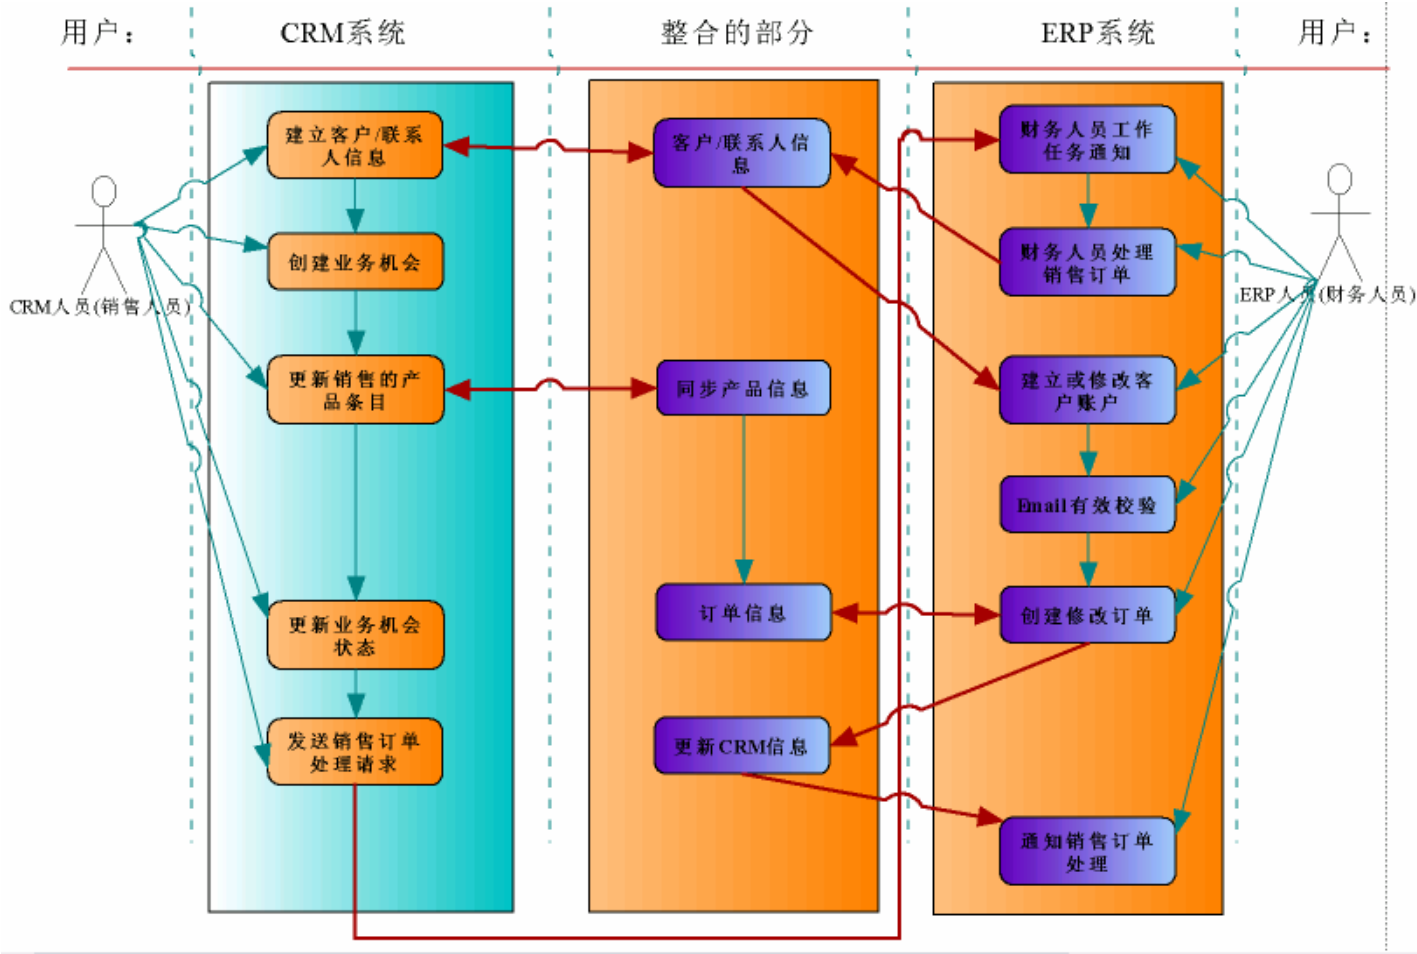 用户：
CRM系统
整合的部分
ERP系统
用户：
建立客户/联系
人信息
创建业务机会
更新销售的产
品条目
更新业务机会
状态
发送销售订单
处理请求
CRM人员(销售人员)
客户/联系人信
息
同步产品信息
订单信息
更新CRM信息
财务人员工作
任务通知
财务人员处理
销售订单
建立或修改客
户账户
Email有效校验
创建修改订单
通知销售订单
处理
ERP人员(财务人员)